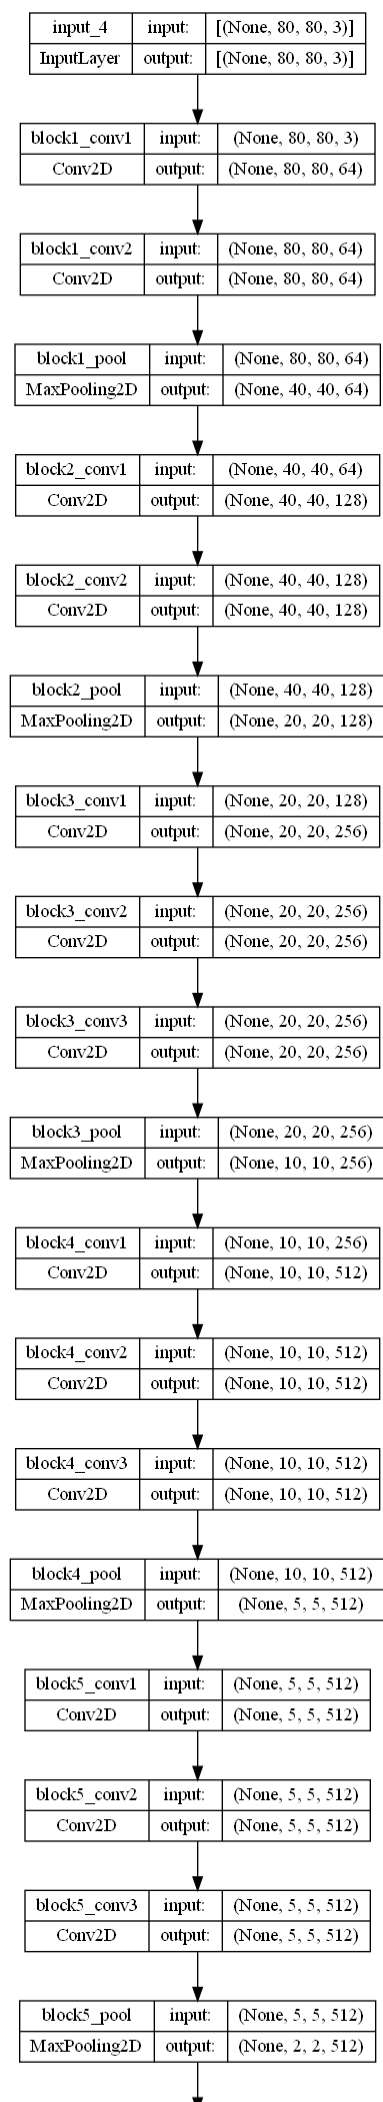 input_4 input: [(None, 80, 80, 3)]
InputLayer output: [(None, 80, 80, 3)]
block1_conv1 input: (None, 80, 80, 3)
Conv2D output: (None, 80, 80, 64)
block1_conv2 input: (None, 80, 80, 64)
Conv2D output: (None, 80, 80, 64)
block1_pool input: (None, 80, 80, 64)
MaxPooling2D output: (None, 40, 40, 64)
block2_conv1 input: (None, 40, 40, 64)
Conv2D output: (None, 40, 40, 128)
block2_conv2 input: (None, 40, 40, 128)
Conv2D output: (None, 40, 40, 128)
block2_pool input: (None, 40, 40, 128)
MaxPooling2D output: (None, 20, 20, 128)
block3_conv1 input: (None, 20, 20, 128)
Conv2D output: (None, 20, 20, 256)
block3_conv2 input: (None, 20, 20, 256)
Conv2D output: (None, 20, 20, 256)
block3_conv3 input: (None, 20, 20, 256)
Conv2D output: (None, 20, 20, 256)
block3_pool input: (None, 20, 20, 256)
MaxPooling2D output: (None, 10, 10, 256)
block4_conv1 input: (None, 10, 10, 256)
Conv2D output: (None, 10, 10, 512)
block4_conv2 input: (None, 10, 10, 512)
Conv2D output: (None, 10, 10, 512)
block4_conv3 input: (None, 10, 10, 512)
Conv2D output: (None, 10, 10, 512)
block4_pool input: (None, 10, 10, 512)
MaxPooling2D output: (None, 5, 5, 512)
block5_conv1 input: (None, 5, 5, 512)
Conv2D output: (None, 5, 5, 512)
block5_conv2 input: (None, 5, 5, 512)
Conv2D output: (None, 5, 5, 512)
block5_conv3 input: (None, 5, 5, 512)
Conv2D output: (None, 5, 5, 512)
block5_pool input: (None, 5, 5, 512)
MaxPooling2D output: (None, 2, 2, 512)